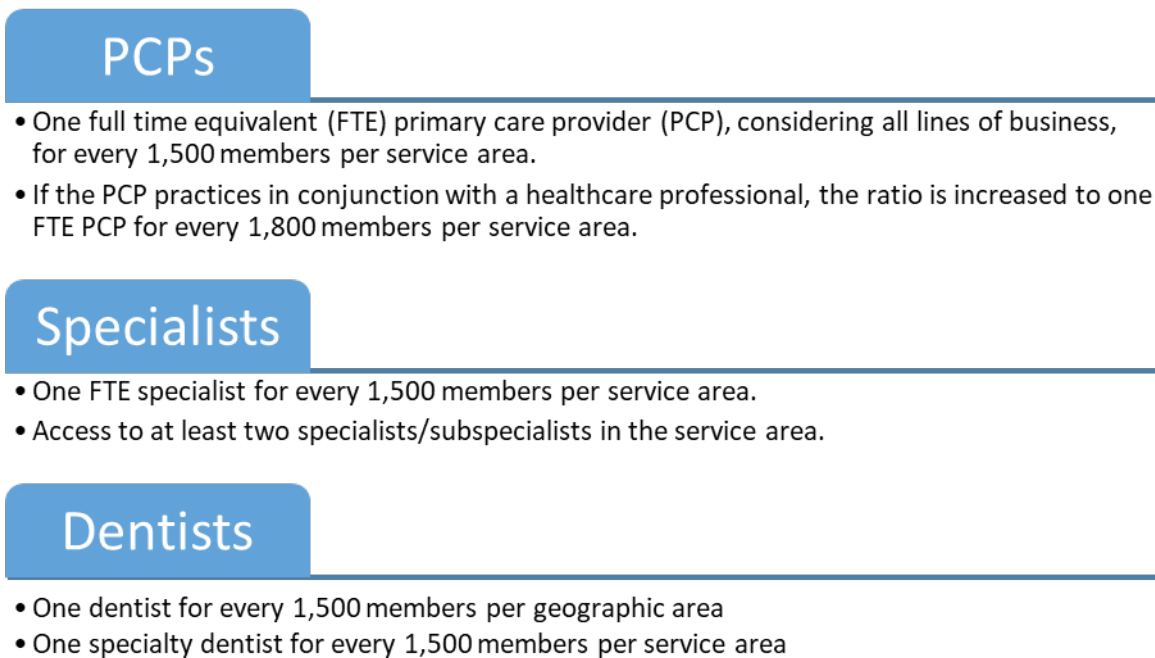 PCPs
• One full time equivalent (FTE) primary care provider (PCP), considering all lines of business,
for every 1,500 members per service area.
• If the PCP practices in conjunction with a healthcare professional, the ratio is increased to one
FTE PCP for every 1,800 members per service area.
Specialists
• One FTE specialist for every 1,500 members per service area.
• Access to at least two specialists/subspecialists in the service area.
Dentists
• One dentist for every 1,500 members per geographic area
• One specialty dentist for every 1,500 members per service area